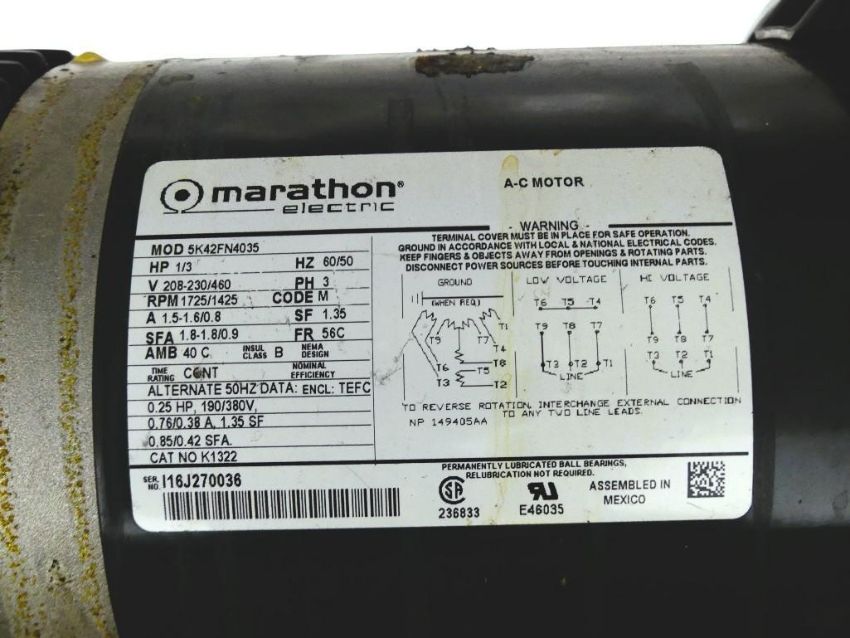 marathon®
electric
A-C MOTOR
MOD 5K42FN4035
HP 1/3 HZ 60/50
V 208-230/460 PH 3
RPM 1725/1425 CODE M
A 1.5-1.6/0.8 SF 1.35
SFA 1.8-1.8/0.9 FR 56C
AMB 40 C INSUL CLASS B NEMA DESIGN
TIME RATING CONT NOMINAL EFFICIENCY
ALTERNATE 50HZ DATA: ENCL: TEFC
0.25 HP, 190/380V,
0.76/0.38 A, 1.35 SF
0.85/0.42 SFA.
CAT NO K1322
- WARNING -
TERMINAL COVER MUST BE IN PLACE FOR SAFE OPERATION.
GROUND IN ACCORDANCE WITH LOCAL & NATIONAL ELECTRICAL CODES.
KEEP FINGERS & OBJECTS AWAY FROM OPENINGS & ROTATING PARTS.
DISCONNECT POWER SOURCES BEFORE TOUCHING INTERNAL PARTS.
GROUND
(WHEN REQ)
T9 T7 T1
T4
T6 T5 T8
T3 T2
LOW VOLTAGE
T6 T5 T4
T9 T8 T7
T3 T2 T1
LINE
HI VOLTAGE
T6 T5 T4
T9 T8 T7
T3 T2 T1
LINE
TO REVERSE ROTATION, INTERCHANGE EXTERNAL CONNECTION
TO ANY TWO LINE LEADS.
NP 149405AA
SER. NO. I16J270036
PERMANENTLY LUBRICATED BALL BEARINGS,
RELUBRICATION NOT REQUIRED.
236833
E46035
ASSEMBLED IN
MEXICO